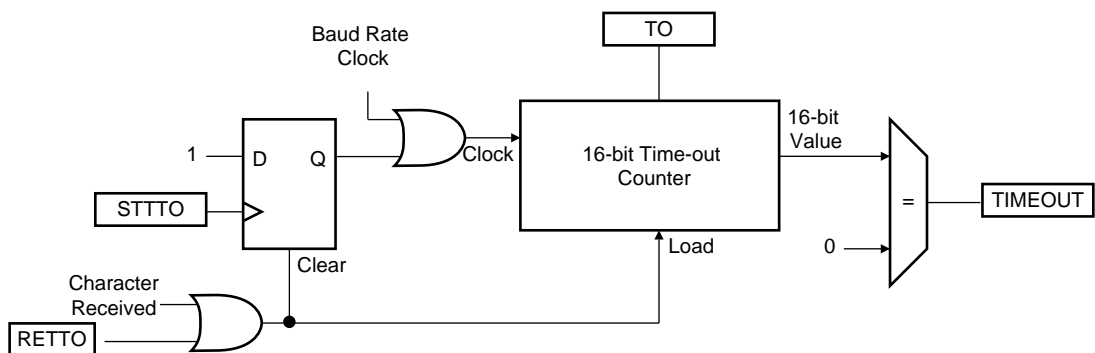 TO
Baud Rate
Clock
16-bit
Value
1
D
Q
Clock
16-bit Time-out
Counter
STTTO
=
TIMEOUT
Clear
Load
0
Character
Received
RETTO